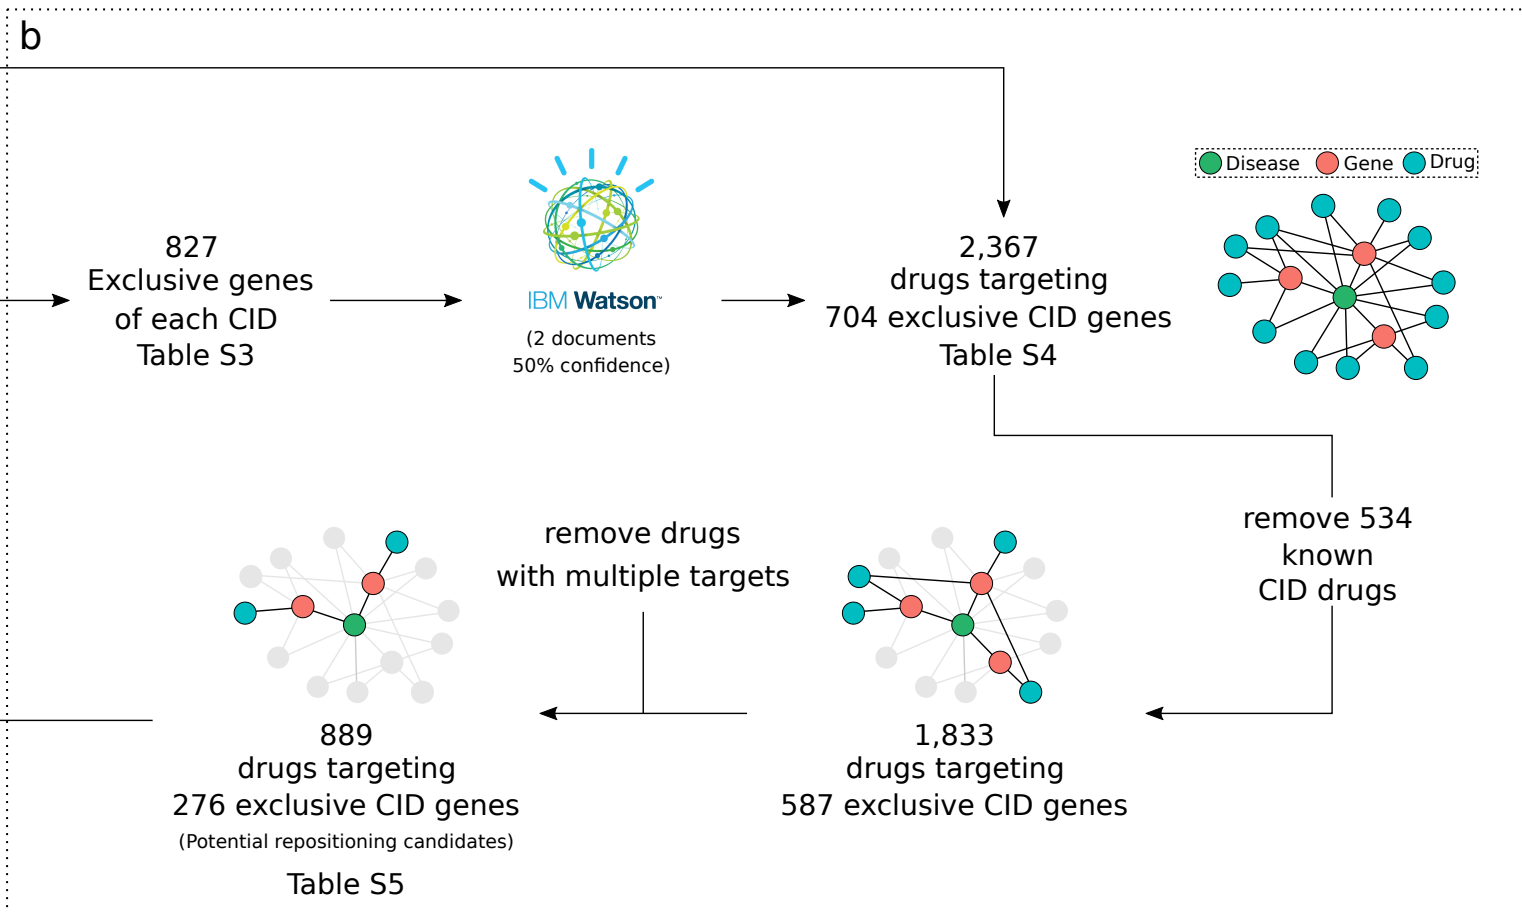 b
Disease Gene Drug
827
Exclusive genes
of each CID
Table S3
IBM Watson™
(2 documents
50% confidence)
2,367
drugs targeting
704 exclusive CID genes
Table S4
remove 534
known
CID drugs
remove drugs
with multiple targets
1,833
drugs targeting
587 exclusive CID genes
889
drugs targeting
276 exclusive CID genes
(Potential repositioning candidates)
Table S5